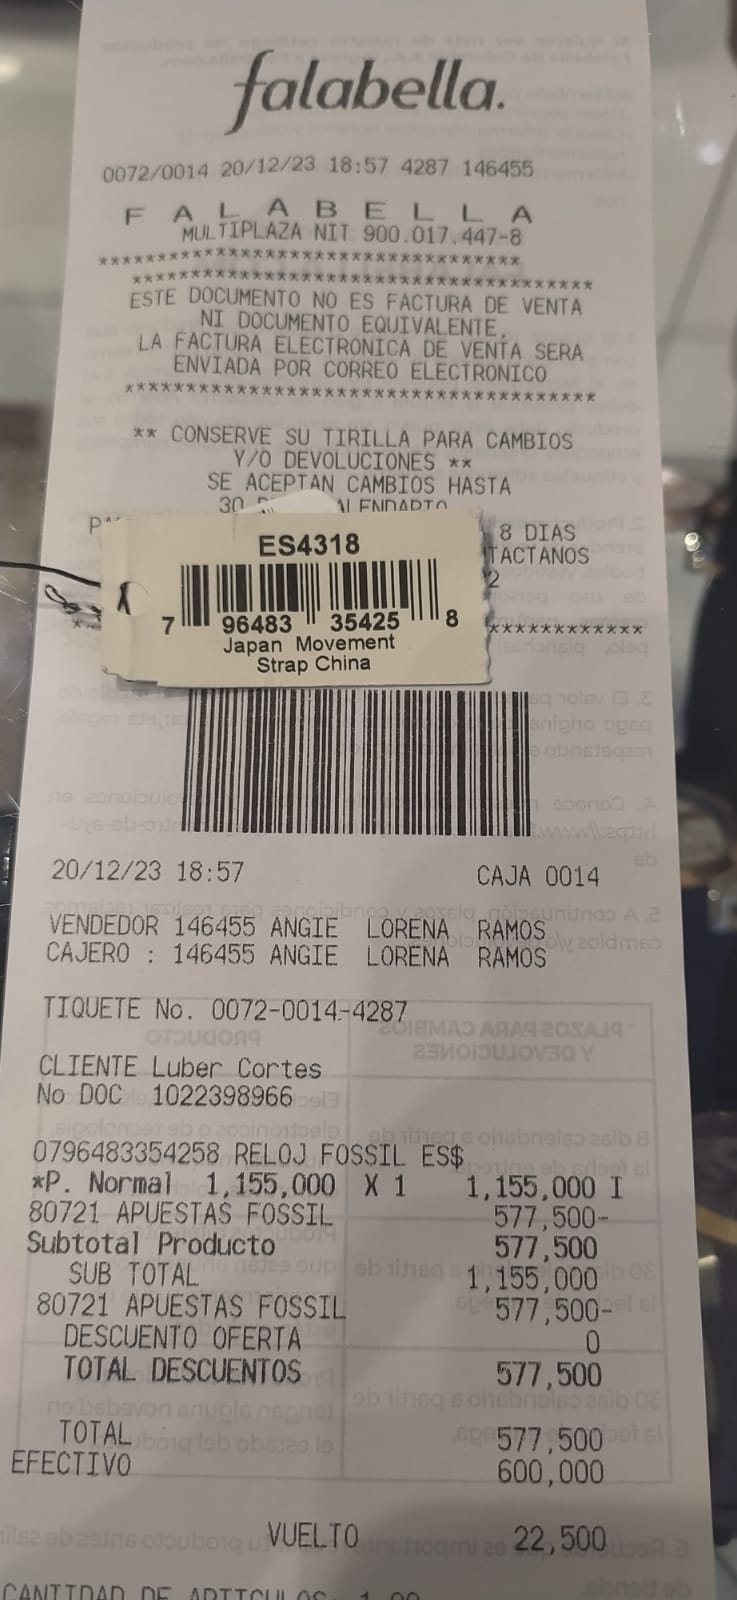 falabella.
0072/0014 20/12/23 18:57 4287 146455
F A L A B E L L A
MULTIPLAZA NIT 900.017.447-8
***********************************
***********************************
ESTE DOCUMENTO NO ES FACTURA DE VENTA
NI DOCUMENTO EQUIVALENTE,
LA FACTURA ELECTRONICA DE VENTA SERA
ENVIADA POR CORREO ELECTRONICO
***********************************
** CONSERVE SU TIRILLA PARA CAMBIOS
Y/O DEVOLUCIONES **
SE ACEPTAN CAMBIOS HASTA
30
8 DIAS
TACTANOS
2
************
ES4318
7 96483 35425 8
Japan Movement
Strap China
20/12/23 18:57 CAJA 0014
VENDEDOR 146455 ANGIE LORENA RAMOS
CAJERO : 146455 ANGIE LORENA RAMOS
TIQUETE No. 0072-0014-4287
CLIENTE Luber Cortes
No DOC 1022398966
0796483354258 RELOJ FOSSIL ES$
*P. Normal 1,155,000 X 1 1,155,000 I
80721 APUESTAS FOSSIL 577,500-
Subtotal Producto 577,500
SUB TOTAL 1,155,000
80721 APUESTAS FOSSIL 577,500-
DESCUENTO OFERTA 0
TOTAL DESCUENTOS 577,500
TOTAL 577,500
EFECTIVO 600,000
VUELTO 22,500
CANTIDAD DE ARTICULOS